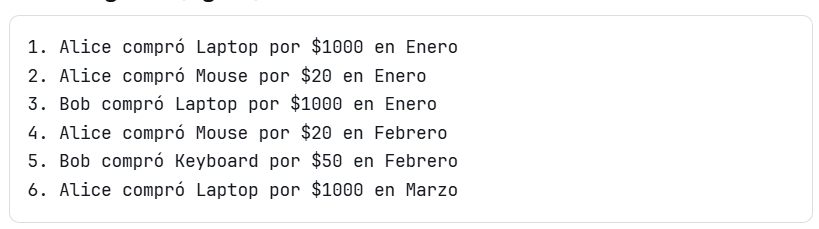 1. Alice compró Laptop por $1000 en Enero
2. Alice compró Mouse por $20 en Enero
3. Bob compró Laptop por $1000 en Enero
4. Alice compró Mouse por $20 en Febrero
5. Bob compró Keyboard por $50 en Febrero
6. Alice compró Laptop por $1000 en Marzo